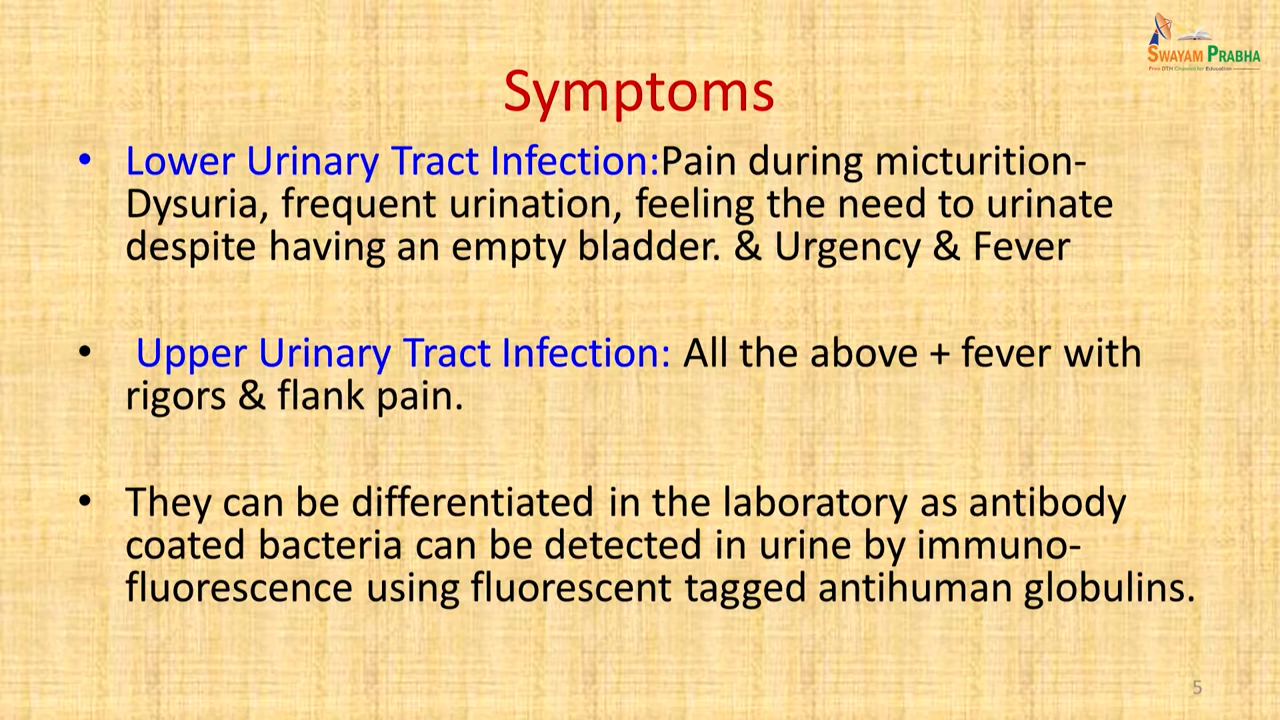 SWAYAM PRABHA
Free DTH Channel for Education
Symptoms
• Lower Urinary Tract Infection:Pain during micturition-
Dysuria, frequent urination, feeling the need to urinate
despite having an empty bladder. & Urgency & Fever
• Upper Urinary Tract Infection: All the above + fever with
rigors & flank pain.
• They can be differentiated in the laboratory as antibody
coated bacteria can be detected in urine by immuno-
fluorescence using fluorescent tagged antihuman globulins.
5